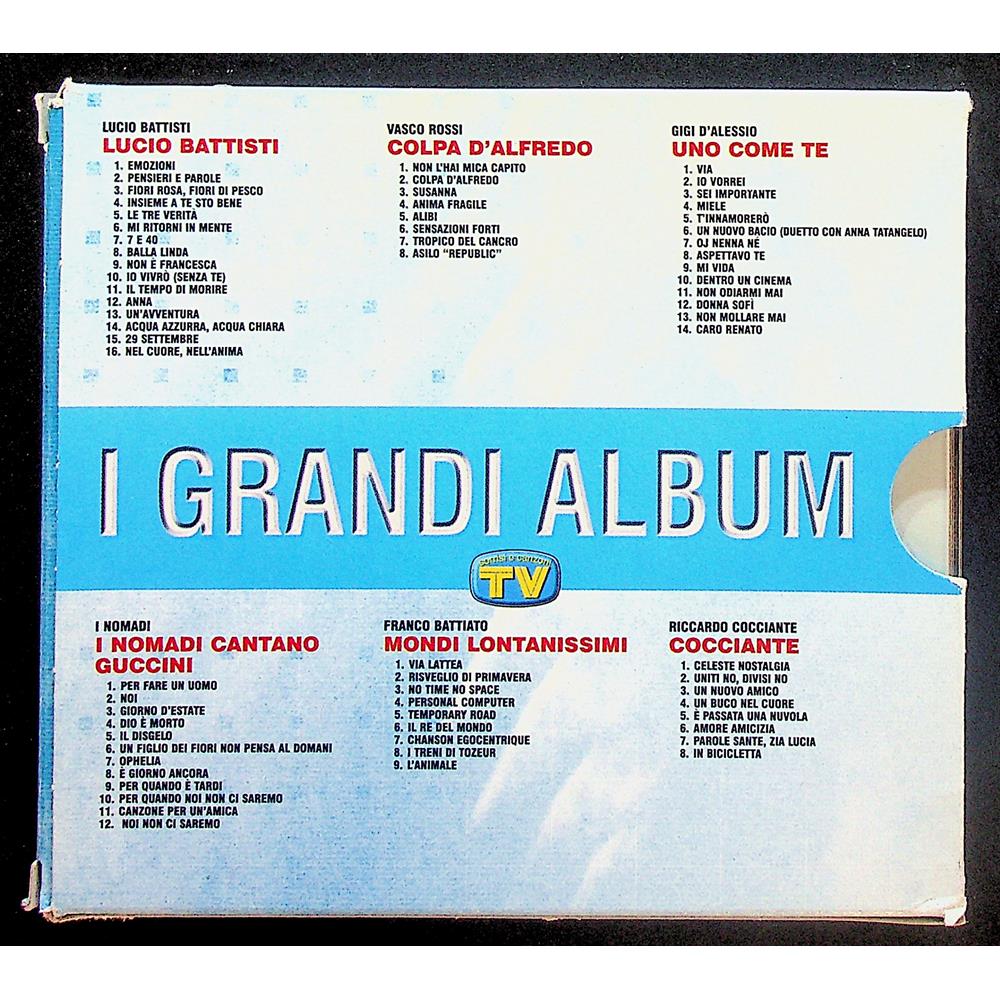 LUCIO BATTISTI
LUCIO BATTISTI
1. EMOZIONI
2. PENSIERI E PAROLE
3. FIORI ROSA, FIORI DI PESCO
4. INSIEME A TE STO BENE
5. LE TRE VERITÀ
6. MI RITORNI IN MENTE
7. 7 E 40
8. BALLA LINDA
9. NON È FRANCESCA
10. IO VIVRÒ (SENZA TE)
11. IL TEMPO DI MORIRE
12. ANNA
13. UN'AVVENTURA
14. ACQUA AZZURRA, ACQUA CHIARA
15. 29 SETTEMBRE
16. NEL CUORE, NELL'ANIMA
VASCO ROSSI
COLPA D'ALFREDO
1. NON L'HAI MICA CAPITO
2. COLPA D'ALFREDO
3. SUSANNA
4. ANIMA FRAGILE
5. ALIBI
6. SENSAZIONI FORTI
7. TROPICO DEL CANCRO
8. ASILO "REPUBLIC"
GIGI D'ALESSIO
UNO COME TE
1. VIA
2. IO VORREI
3. SEI IMPORTANTE
4. MIELE
5. T'INNAMORERÒ
6. UN NUOVO BACIO (DUETTO CON ANNA TATANGELO)
7. OJ NENNA NÉ
8. ASPETTAVO TE
9. MI VIDA
10. DENTRO UN CINEMA
11. NON ODIARMI MAI
12. DONNA SOFÌ
13. NON MOLLARE MAI
14. CARO RENATO
I GRANDI ALBUM
sorrisi e canzoni
TV
I NOMADI
I NOMADI CANTANO
GUCCINI
1. PER FARE UN UOMO
2. NOI
3. GIORNO D'ESTATE
4. DIO È MORTO
5. IL DISGELO
6. UN FIGLIO DEI FIORI NON PENSA AL DOMANI
7. OPHELIA
8. È GIORNO ANCORA
9. PER QUANDO È TARDI
10. PER QUANDO NOI NON CI SAREMO
11. CANZONE PER UN'AMICA
12. NOI NON CI SAREMO
FRANCO BATTIATO
MONDI LONTANISSIMI
1. VIA LATTEA
2. RISVEGLIO DI PRIMAVERA
3. NO TIME NO SPACE
4. PERSONAL COMPUTER
5. TEMPORARY ROAD
6. IL RE DEL MONDO
7. CHANSON EGOCENTRIQUE
8. I TRENI DI TOZEUR
9. L'ANIMALE
RICCARDO COCCIANTE
COCCIANTE
1. CELESTE NOSTALGIA
2. UNITI NO, DIVISI NO
3. UN NUOVO AMICO
4. UN BUCO NEL CUORE
5. È PASSATA UNA NUVOLA
6. AMORE AMICIZIA
7. PAROLE SANTE, ZIA LUCIA
8. IN BICICLETTA